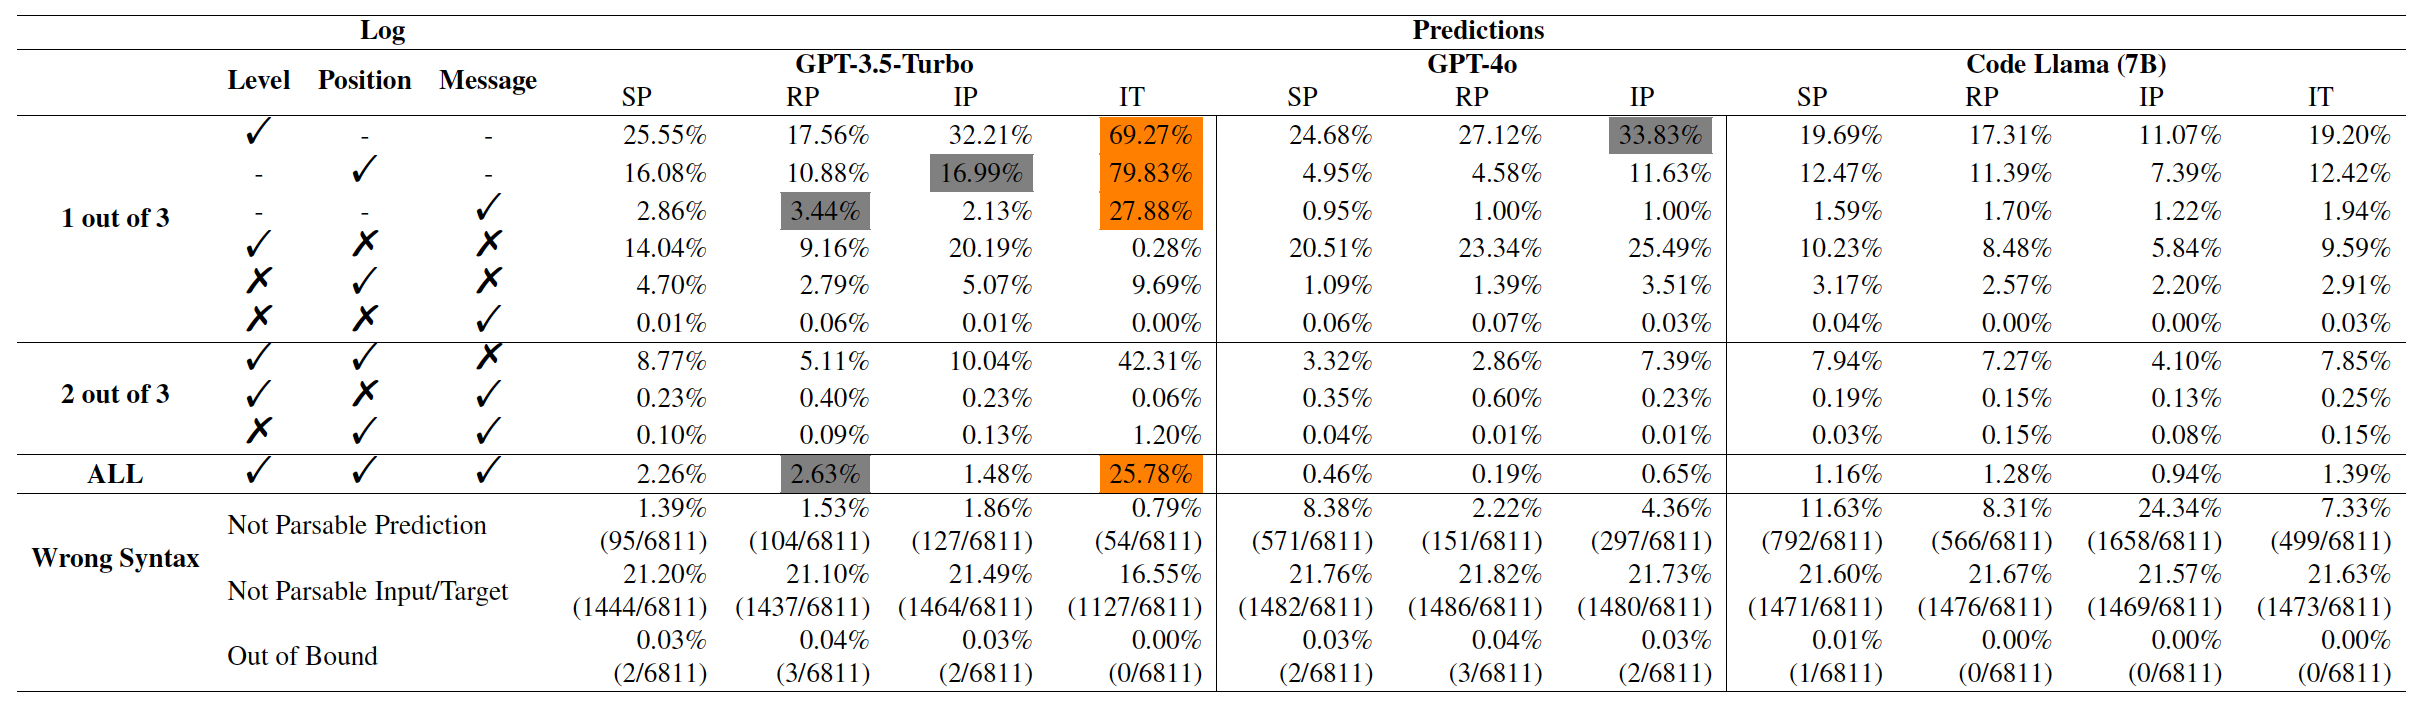 Log Predictions
GPT-3.5-Turbo GPT-4o Code Llama (7B)
Level Position Message
SP RP IP IT SP RP IP SP RP IP IT
✓ - - 25.55% 17.56% 32.21% 69.27% 24.68% 27.12% 33.83% 19.69% 17.31% 11.07% 19.20%
- ✓ - 16.08% 10.88% 16.99% 79.83% 4.95% 4.58% 11.63% 12.47% 11.39% 7.39% 12.42%
1 out of 3 - - ✓ 2.86% 3.44% 2.13% 27.88% 0.95% 1.00% 1.00% 1.59% 1.70% 1.22% 1.94%
✓ ✗ ✗ 14.04% 9.16% 20.19% 0.28% 20.51% 23.34% 25.49% 10.23% 8.48% 5.84% 9.59%
✗ ✓ ✗ 4.70% 2.79% 5.07% 9.69% 1.09% 1.39% 3.51% 3.17% 2.57% 2.20% 2.91%
✗ ✗ ✓ 0.01% 0.06% 0.01% 0.00% 0.06% 0.07% 0.03% 0.04% 0.00% 0.00% 0.03%
✓ ✓ ✗ 8.77% 5.11% 10.04% 42.31% 3.32% 2.86% 7.39% 7.94% 7.27% 4.10% 7.85%
2 out of 3 ✓ ✗ ✓ 0.23% 0.40% 0.23% 0.06% 0.35% 0.60% 0.23% 0.19% 0.15% 0.13% 0.25%
✗ ✓ ✓ 0.10% 0.09% 0.13% 1.20% 0.04% 0.01% 0.01% 0.03% 0.15% 0.08% 0.15%
ALL ✓ ✓ ✓ 2.26% 2.63% 1.48% 25.78% 0.46% 0.19% 0.65% 1.16% 1.28% 0.94% 1.39%
Wrong Syntax
Not Parsable Prediction
1.39% 1.53% 1.86% 0.79% 8.38% 2.22% 4.36% 11.63% 8.31% 24.34% 7.33%
(95/6811) (104/6811) (127/6811) (54/6811) (571/6811) (151/6811) (297/6811) (792/6811) (566/6811) (1658/6811) (499/6811)
Not Parsable Input/Target
21.20% 21.10% 21.49% 16.55% 21.76% 21.82% 21.73% 21.60% 21.67% 21.57% 21.63%
(1444/6811) (1437/6811) (1464/6811) (1127/6811) (1482/6811) (1486/6811) (1480/6811) (1471/6811) (1476/6811) (1469/6811) (1473/6811)
Out of Bound
0.03% 0.04% 0.03% 0.00% 0.03% 0.04% 0.03% 0.01% 0.00% 0.00% 0.00%
(2/6811) (3/6811) (2/6811) (0/6811) (2/6811) (3/6811) (2/6811) (1/6811) (0/6811) (0/6811) (0/6811)